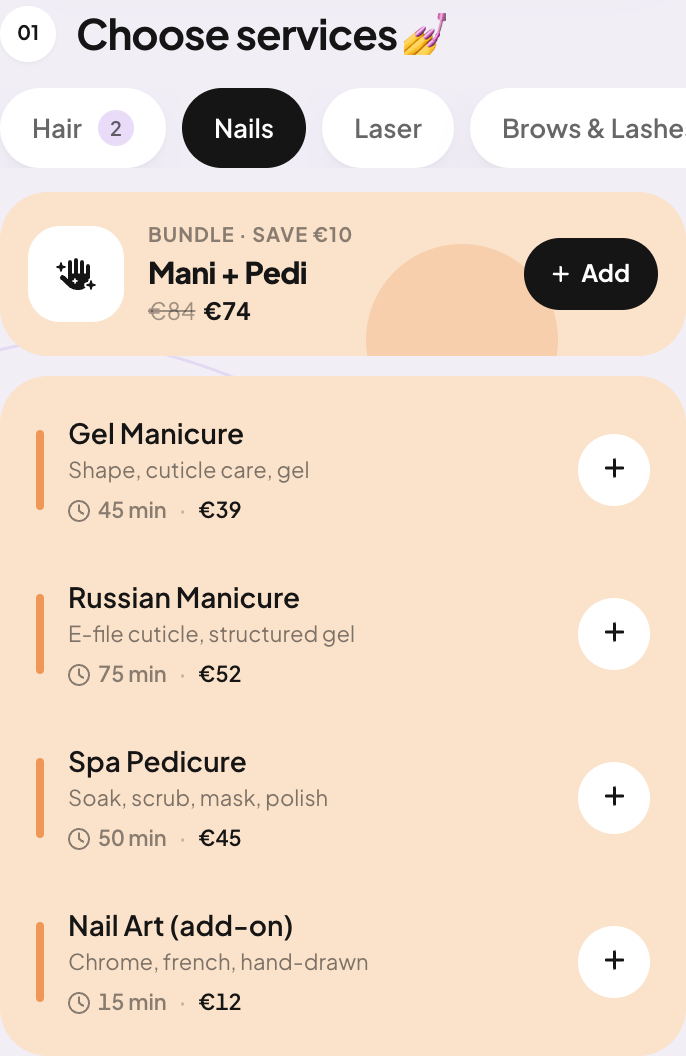 01 Choose services 💅
Hair 2 Nails Laser Brows & Lashe
BUNDLE · SAVE €10
Mani + Pedi
€84 €74
+ Add
Gel Manicure
Shape, cuticle care, gel
45 min · €39
+
Russian Manicure
E-file cuticle, structured gel
75 min · €52
+
Spa Pedicure
Soak, scrub, mask, polish
50 min · €45
+
Nail Art (add-on)
Chrome, french, hand-drawn
15 min · €12
+